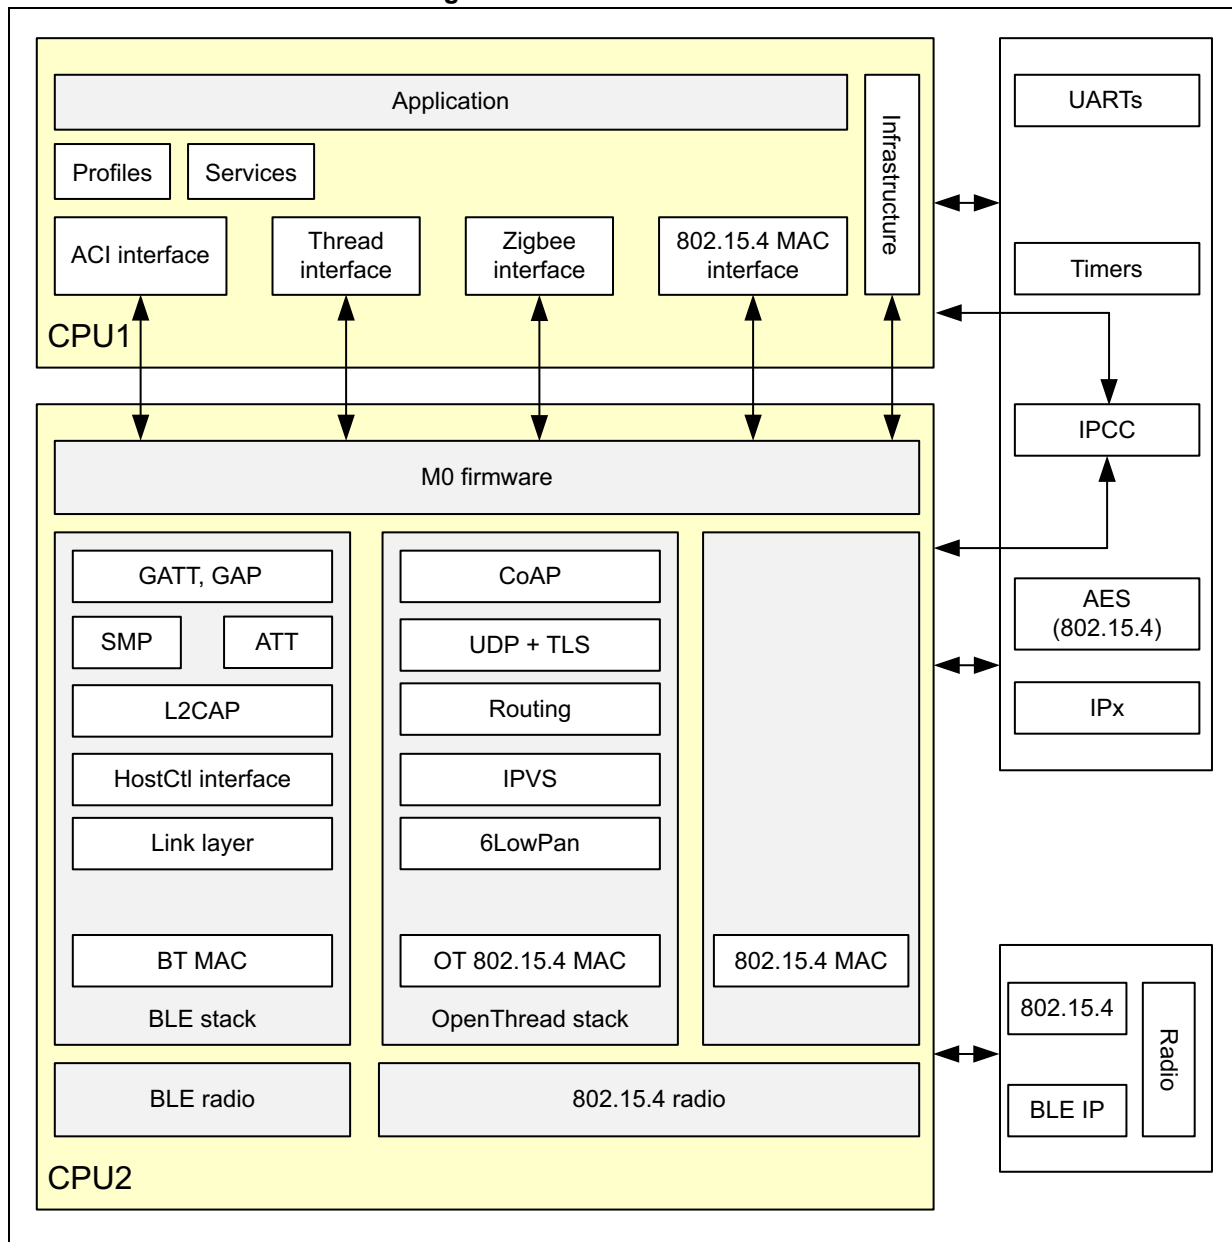 Application
Infrastructure
Profiles
Services
ACI interface
Thread
interface
Zigbee
interface
802.15.4 MAC
interface
CPU1
UARTs
Timers
IPCC
AES
(802.15.4)
IPx
M0 firmware
GATT, GAP
SMP
ATT
L2CAP
HostCtl interface
Link layer
BT MAC
BLE stack
CoAP
UDP + TLS
Routing
IPVS
6LowPan
OT 802.15.4 MAC
OpenThread stack
802.15.4 MAC
BLE radio
802.15.4 radio
CPU2
802.15.4
BLE IP
Radio